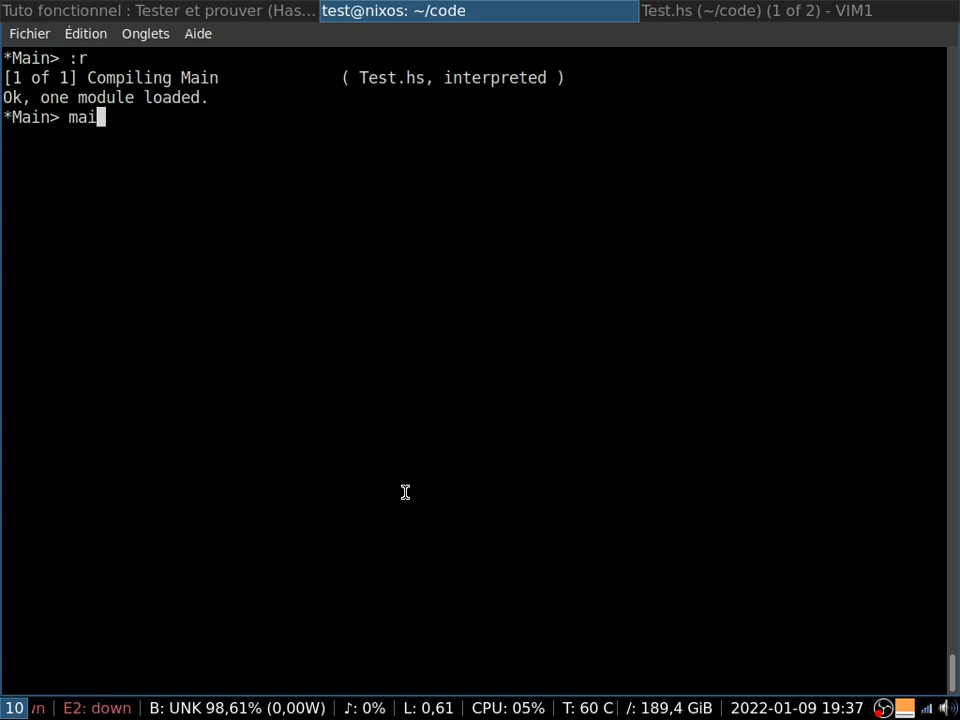 Tuto fonctionnel : Tester et prouver (Has... test@nixos: ~/code Test.hs (~/code) (1 of 2) - VIM1
Fichier Édition Onglets Aide
*Main> :r
[1 of 1] Compiling Main ( Test.hs, interpreted )
Ok, one module loaded.
*Main> mai
10 wn | E2: down | B: UNK 98,61% (0,00W) | ♪: 0% | L: 0,61 | CPU: 05% | T: 60 C | /: 189,4 GiB | 2022-01-09 19:37